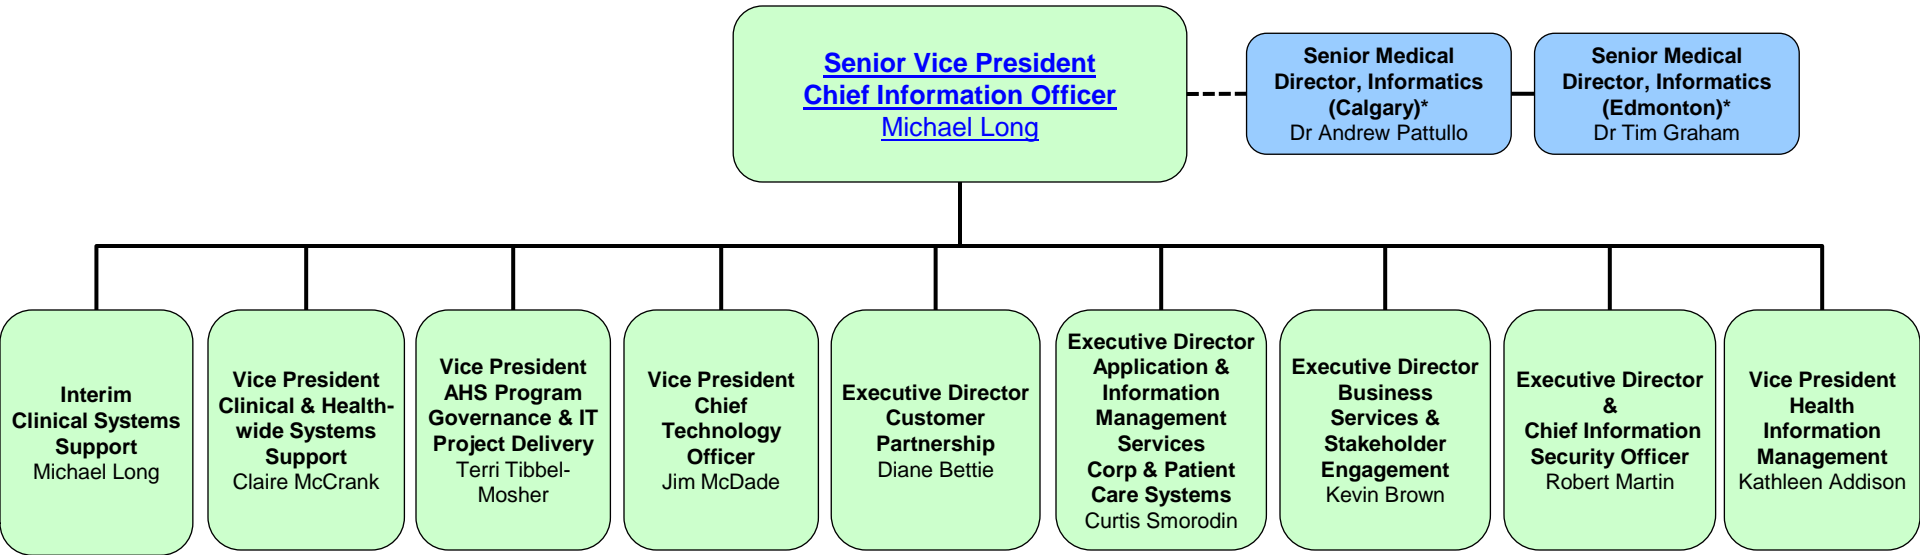 Senior Vice President
Chief Information Officer
Michael Long
Senior Medical
Director, Informatics
(Calgary)*
Dr Andrew Pattullo
Senior Medical
Director, Informatics
(Edmonton)*
Dr Tim Graham
Interim
Clinical Systems
Support
Michael Long
Vice President
Clinical & Health-
wide Systems
Support
Claire McCrank
Vice President
AHS Program
Governance & IT
Project Delivery
Terri Tibbel-
Mosher
Vice President
Chief
Technology
Officer
Jim McDade
Executive Director
Customer
Partnership
Diane Bettie
Executive Director
Application &
Information
Management
Services
Corp & Patient
Care Systems
Curtis Smorodin
Executive Director
Business
Services &
Stakeholder
Engagement
Kevin Brown
Executive Director
&
Chief Information
Security Officer
Robert Martin
Vice President
Health
Information
Management
Kathleen Addison